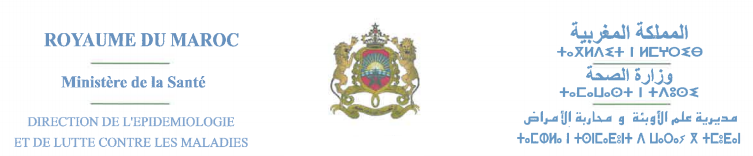 ROYAUME DU MAROC
Ministère de la Santé
DIRECTION DE L'EPIDEMIOLOGIE
ET DE LUTTE CONTRE LES MALADIES
المملكة المغربية
ⵜⴰⴳⵍⴷⵉⵜ ⵏ ⵍⵎⵖⵔⵉⴱ
وزارة الصحة
ⵜⴰⵎⴰⵡⴰⵙⵜ ⵏ ⵜⴷⵓⵙⵉ
مديرية علم الأوبئة و محاربة الأمراض